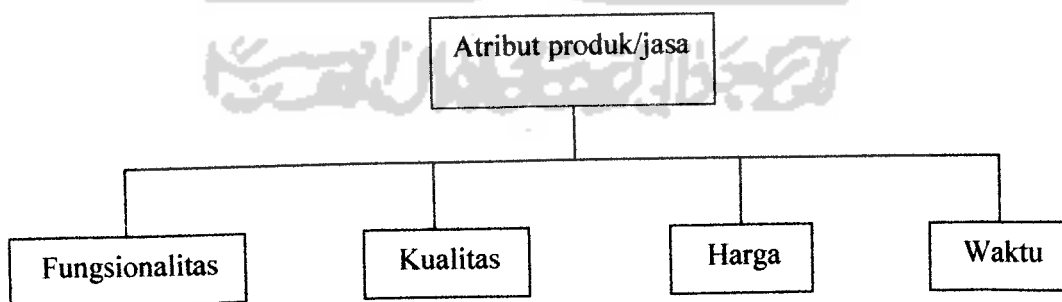 Atribut produk/jasa
Fungsionalitas
Kualitas
Harga
Waktu